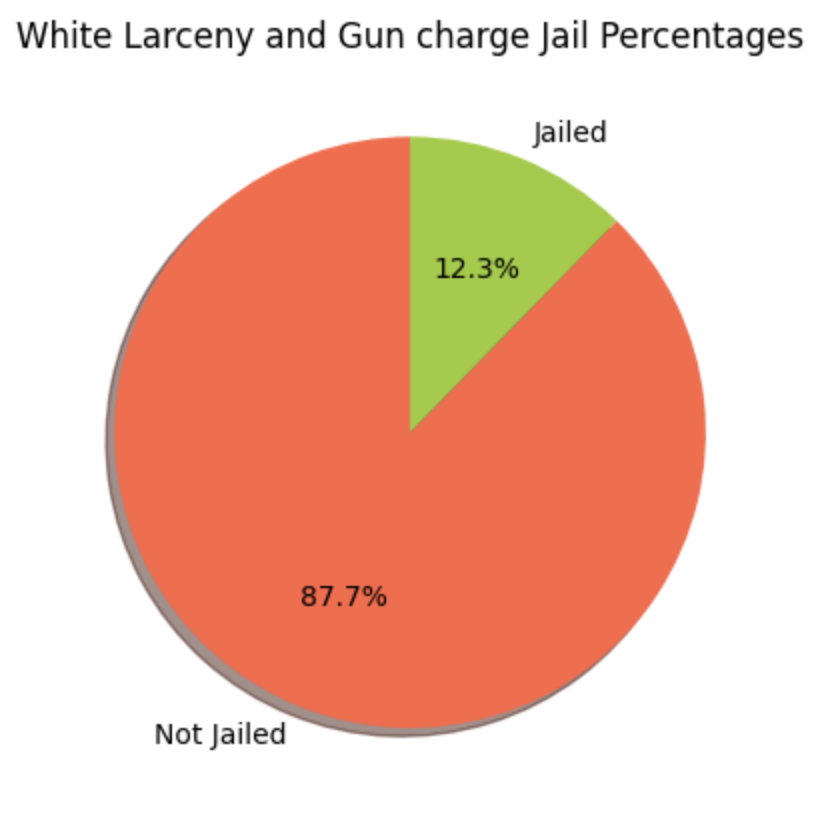 White Larceny and Gun charge Jail Percentages
Jailed
12.3%
87.7%
Not Jailed